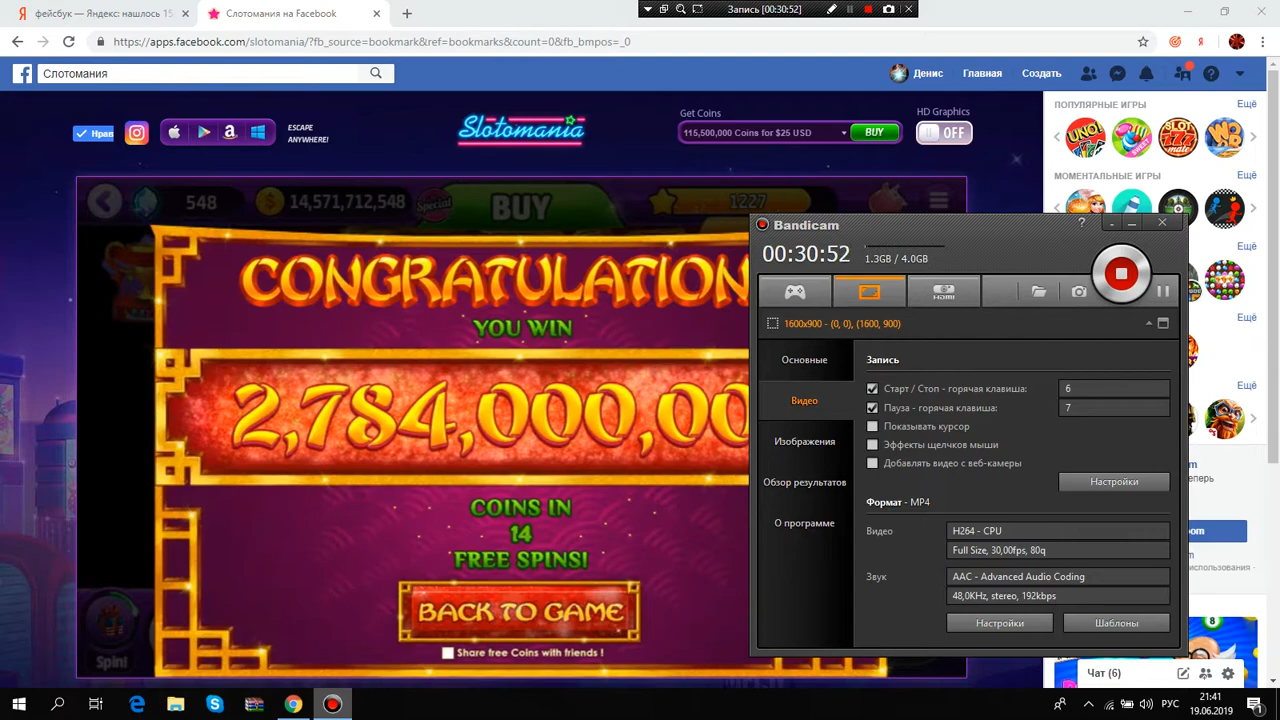 фейсбук — Яндекс: нашлось 15
Слотомания на Facebook
Запись [00:30:52]
https://apps.facebook.com/slotomania/?fb_source=bookmark&ref=bookmarks&count=0&fb_bmpos=_0
Слотомания
Денис
Главная
Создать
Нрав
ESCAPE
ANYWHERE!
Slotomania
Get Coins
115,500,000 Coins for $25 USD
BUY
HD Graphics
OFF
ПОПУЛЯРНЫЕ ИГРЫ
Ещё
МОМЕНТАЛЬНЫЕ ИГРЫ
Ещё
Ещё
Ещё
Ещё
548
14,571,712,548
Special
BUY
1227
CONGRATULATION
YOU WIN
2,784,000,00
COINS IN
14
FREE SPINS!
BACK TO GAME
Share free Coins with friends !
Spin!
Bandicam
00:30:52
1.3GB / 4.0GB
HDMI
1600x900 - (0, 0), (1600, 900)
Основные
Видео
Изображения
Обзор результатов
О программе
Запись
Старт / Стоп - горячая клавиша:
6
Пауза - горячая клавиша:
7
Показывать курсор
Эффекты щелчков мыши
Добавлять видео с веб-камеры
Настройки
Формат - MP4
Видео
H264 - CPU
Full Size, 30,00fps, 80q
Звук
AAC - Advanced Audio Coding
48,0KHz, stereo, 192kbps
Настройки
Шаблоны
Чат (6)
РУС
21:41
19.06.2019